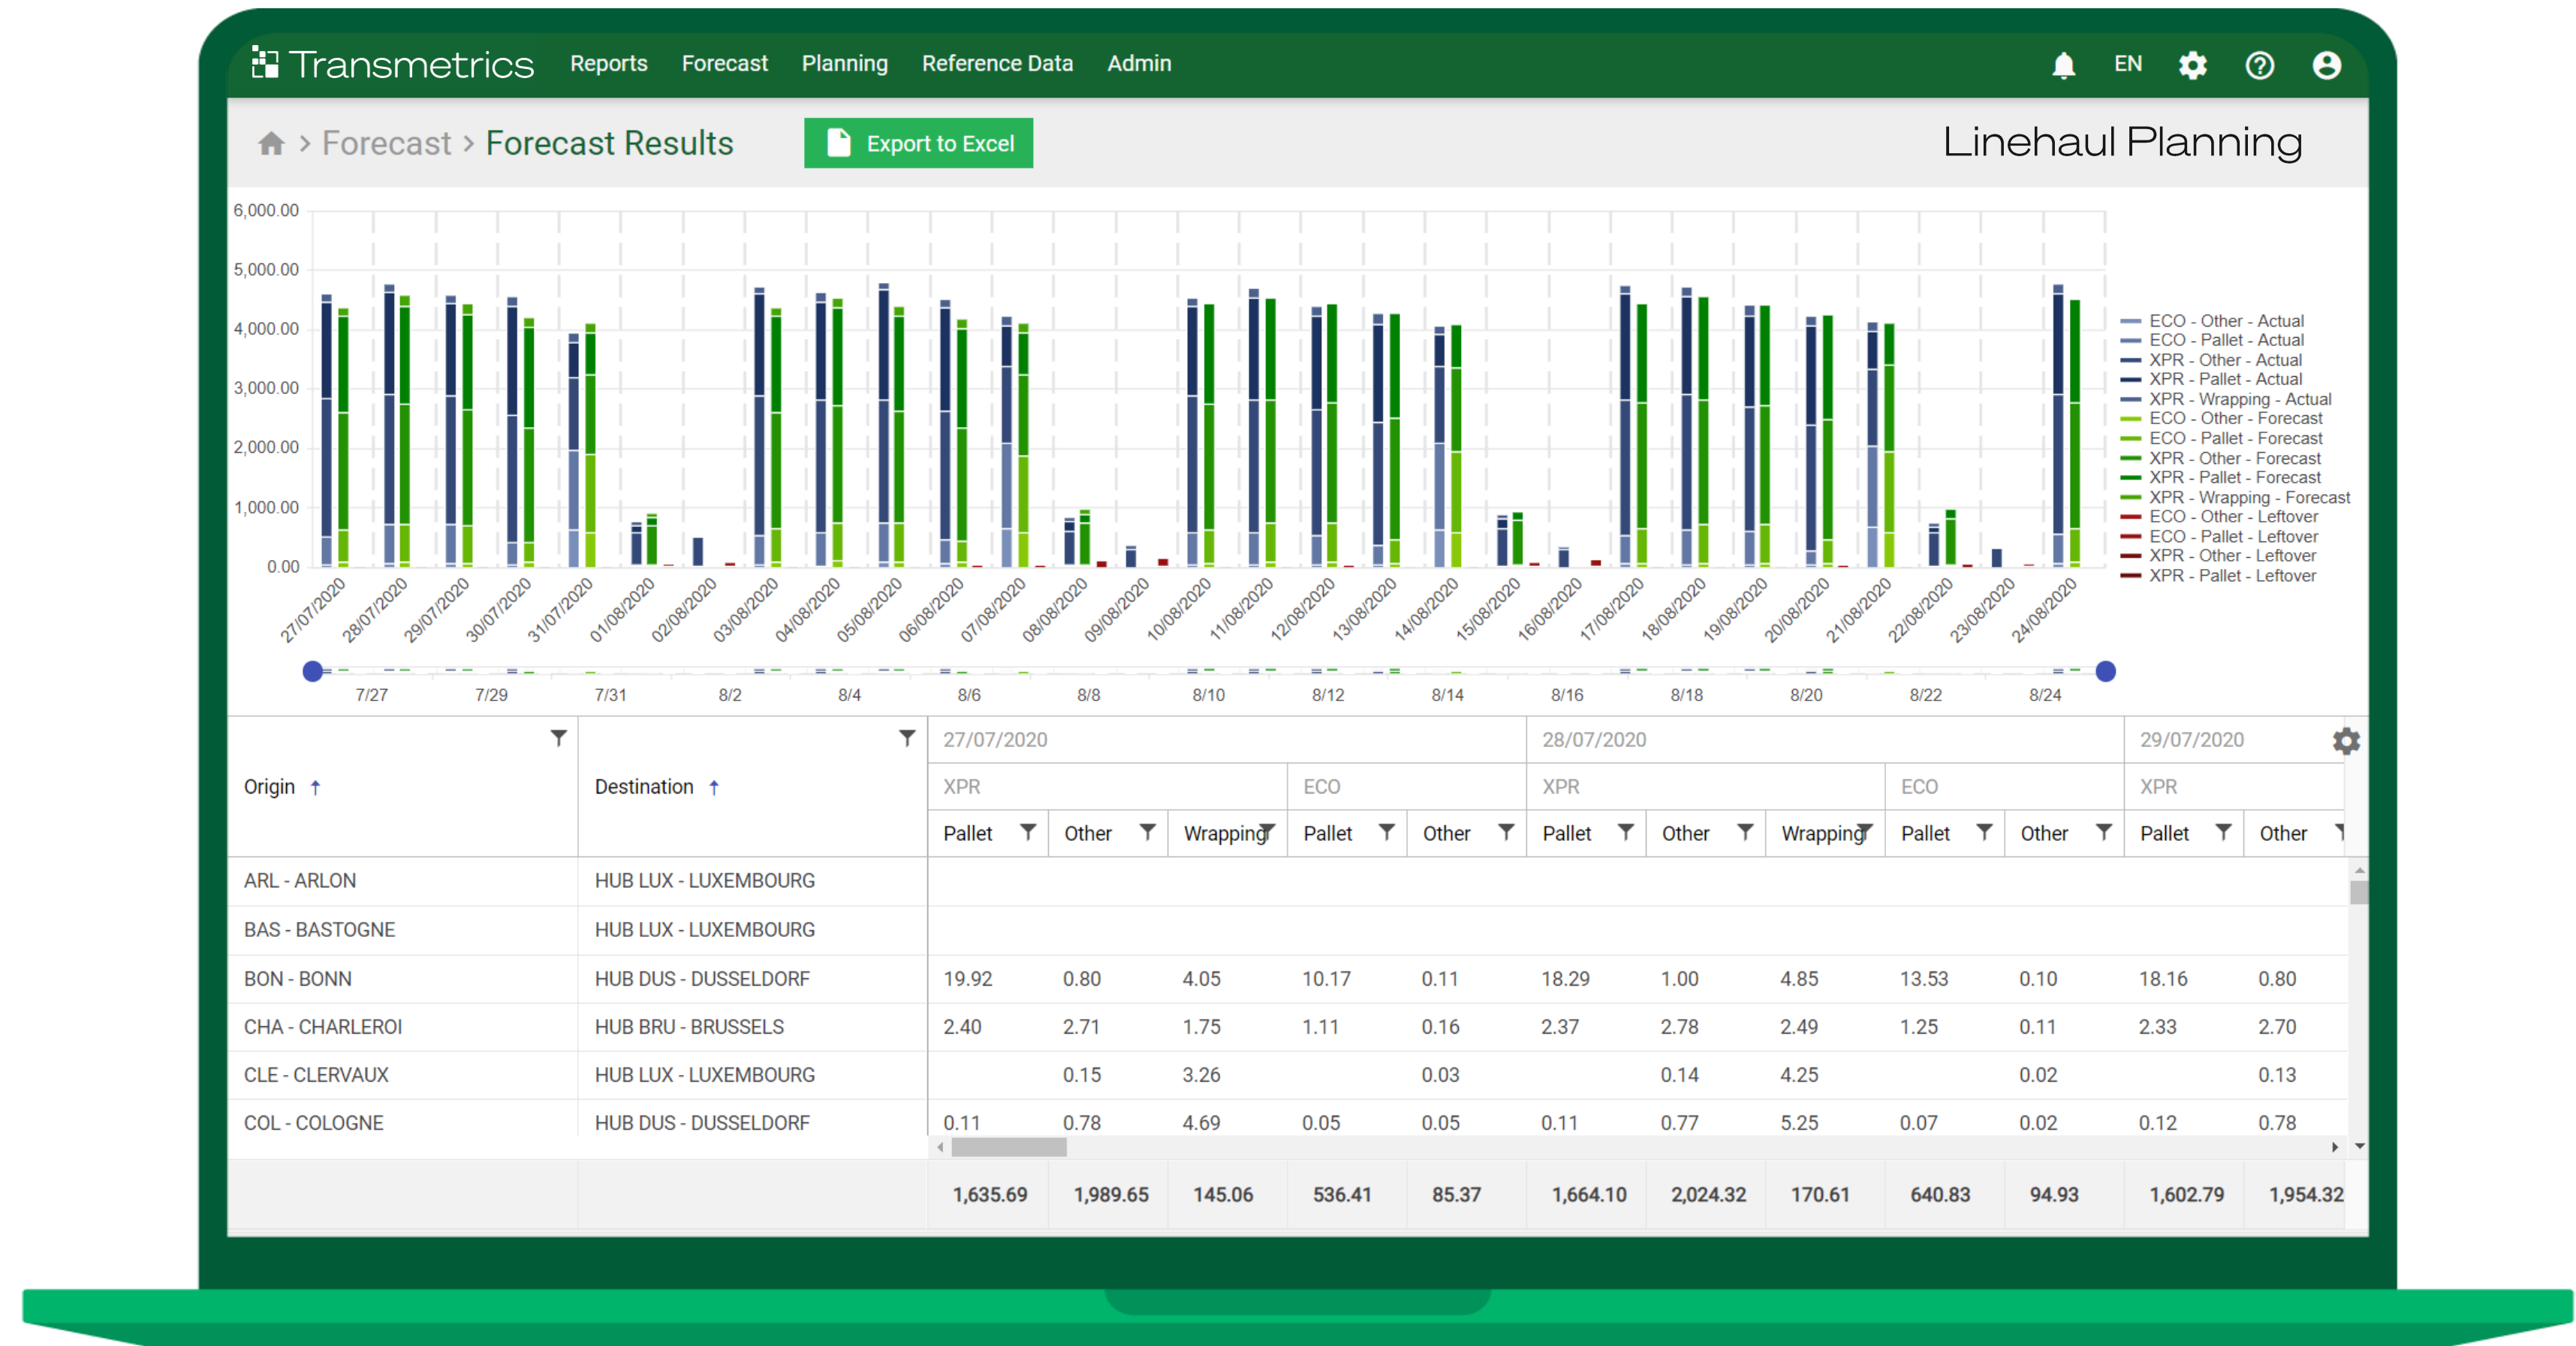 Transmetrics Reports Forecast Planning Reference Data Admin EN
> Forecast > Forecast Results Export to Excel Linehaul Planning
6,000.00
5,000.00
4,000.00
3,000.00
2,000.00
1,000.00
0.00
27/07/2020 28/07/2020 29/07/2020 30/07/2020 31/07/2020 01/08/2020 02/08/2020 03/08/2020 04/08/2020 05/08/2020 06/08/2020 07/08/2020 08/08/2020 09/08/2020 10/08/2020 11/08/2020 12/08/2020 13/08/2020 14/08/2020 15/08/2020 16/08/2020 17/08/2020 18/08/2020 19/08/2020 20/08/2020 21/08/2020 22/08/2020 23/08/2020 24/08/2020
ECO - Other - Actual
ECO - Pallet - Actual
XPR - Other - Actual
XPR - Pallet - Actual
XPR - Wrapping - Actual
ECO - Other - Forecast
ECO - Pallet - Forecast
XPR - Other - Forecast
XPR - Pallet - Forecast
XPR - Wrapping - Forecast
ECO - Other - Leftover
ECO - Pallet - Leftover
XPR - Other - Leftover
XPR - Pallet - Leftover
7/27 7/29 7/31 8/2 8/4 8/6 8/8 8/10 8/12 8/14 8/16 8/18 8/20 8/22 8/24
27/07/2020 28/07/2020 29/07/2020
Origin ↑ Destination ↑ XPR ECO XPR ECO XPR
Pallet Other Wrapping Pallet Other Pallet Other Wrapping Pallet Other Pallet Other
ARL - ARLON HUB LUX - LUXEMBOURG
BAS - BASTOGNE HUB LUX - LUXEMBOURG
BON - BONN HUB DUS - DUSSELDORF 19.92 0.80 4.05 10.17 0.11 18.29 1.00 4.85 13.53 0.10 18.16 0.80
CHA - CHARLEROI HUB BRU - BRUSSELS 2.40 2.71 1.75 1.11 0.16 2.37 2.78 2.49 1.25 0.11 2.33 2.70
CLE - CLERVAUX HUB LUX - LUXEMBOURG 0.15 3.26 0.03 0.14 4.25 0.02 0.13
COL - COLOGNE HUB DUS - DUSSELDORF 0.11 0.78 4.69 0.05 0.05 0.11 0.77 5.25 0.07 0.02 0.12 0.78
1,635.69 1,989.65 145.06 536.41 85.37 1,664.10 2,024.32 170.61 640.83 94.93 1,602.79 1,954.32